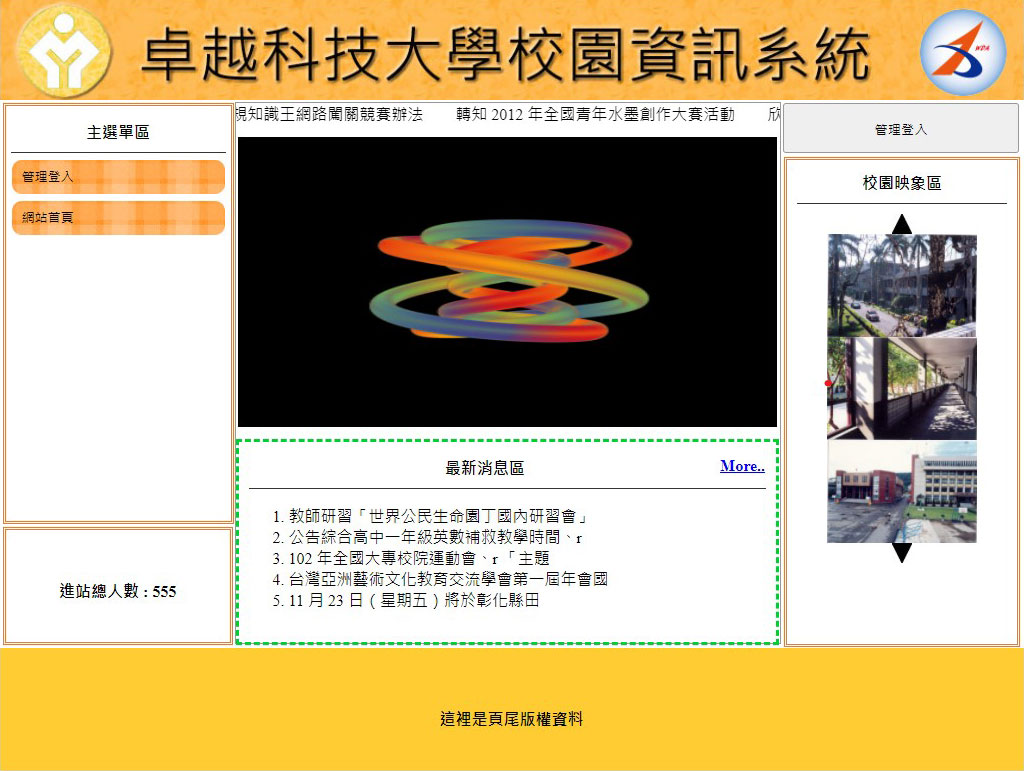 卓越科技大學校園資訊系統
WDA
主選單區
管理登入
網站首頁
進站總人數 : 555
視知識王網路闖關競賽辦法 轉知 2012 年全國青年水墨創作大賽活動 欣
最新消息區 More..
1. 教師研習「世界公民生命園丁國內研習會」
2. 公告綜合高中一年級英數補救教學時間、r
3. 102 年全國大專校院運動會、r 「主題
4. 台灣亞洲藝術文化教育交流學會第一屆年會國
5. 11 月 23 日 ( 星期五 ) 將於彰化縣田
管理登入
校園映象區
這裡是頁尾版權資料